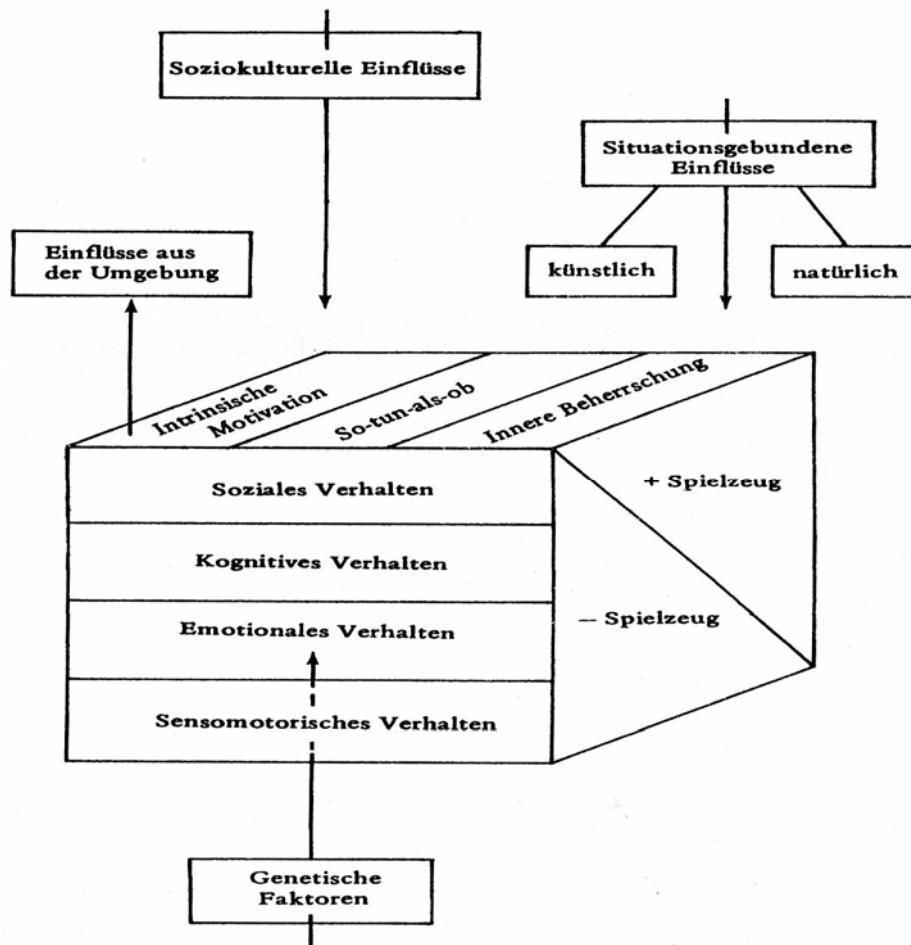 Soziokulturelle Einflüsse
Situationsgebundene
Einflüsse
Einflüsse aus
der Umgebung
künstlich
natürlich
Intrinsische
Motivation
So-tun-als-ob
Innere Beherrschung
Soziales Verhalten
+ Spielzeug
Kognitives Verhalten
Emotionales Verhalten
– Spielzeug
Sensomotorisches Verhalten
Genetische
Faktoren